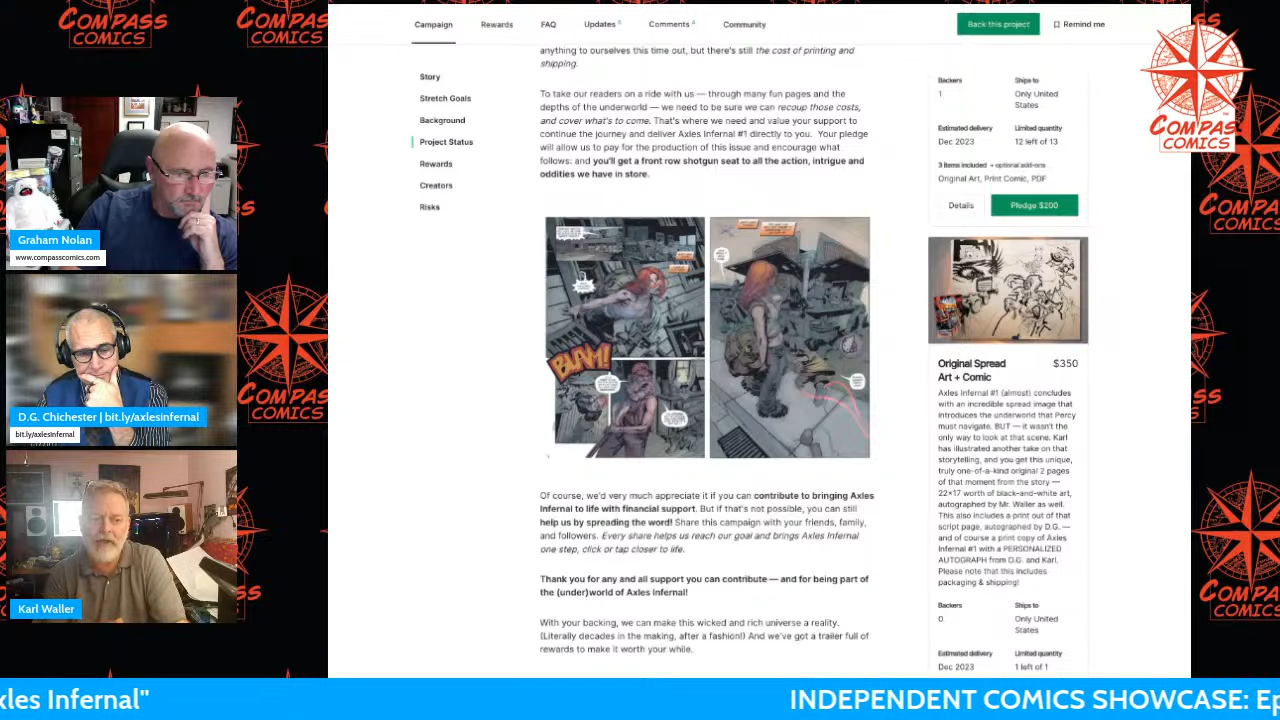 COMPASS
COMICS
COMPASS
COMICS
Graham Nolan
www.compasscomics.com
D.G. Chichester | bit.ly/axlesinfernal
bit.ly/axlesinfernal
Karl Waller
Campaign
Rewards
FAQ
Updates 5
Comments 4
Community
Back this project
Remind me
Story
Stretch Goals
Background
Project Status
Rewards
Creators
Risks
anything to ourselves this time out, but there's still the cost of printing and
shipping.
To take our readers on a ride with us — through many fun pages and the
depths of the underworld — we need to be sure we can recoup those costs,
and cover what's to come. That's where we need and value your support to
continue the journey and deliver Axles Infernal #1 directly to you. Your pledge
will allow us to pay for the production of this issue and encourage what
follows: and you'll get a front row shotgun seat to all the action, intrigue and
oddities we have in store.
BLAM!
Of course, we'd very much appreciate it if you can contribute to bringing Axles
Infernal to life with financial support. But if that's not possible, you can still
help us by spreading the word! Share this campaign with your friends, family,
and followers. Every share helps us reach our goal and brings Axles Infernal
one step, click or tap closer to life.
Thank you for any and all support you can contribute — and for being part of
the (under)world of Axles Infernal!
With your backing, we can make this wicked and rich universe a reality.
(Literally decades in the making, after a fashion!) And we've got a trailer full of
rewards to make it worth your while.
Backers
1
Ships to
Only United
States
Estimated delivery
Dec 2023
Limited quantity
12 left of 13
3 items included + optional add-ons
Original Art, Print Comic, PDF
Details
Pledge $200
Original Spread
Art + Comic
$350
Axles Infernal #1 (almost) concludes
with an incredible spread image that
introduces the underworld that Percy
must navigate. BUT — it wasn't the
only way to look at that scene. Karl
has illustrated another take on that
storytelling, and you get this unique,
truly one-of-a-kind original 2 pages
of that moment from the story —
22x17 worth of black-and-white art,
autographed by Mr. Waller as well.
This also includes a print out of that
script page, autographed by D.G. —
and of course a print copy of Axles
Infernal #1 with a PERSONALIZED
AUTOGRAPH from D.G. and Karl.
Please note that this includes
packaging & shipping!
Backers
0
Ships to
Only United
States
Estimated delivery
Dec 2023
Limited quantity
1 left of 1
COMPASS
COMICS
xles Infernal"
INDEPENDENT COMICS SHOWCASE: Ep